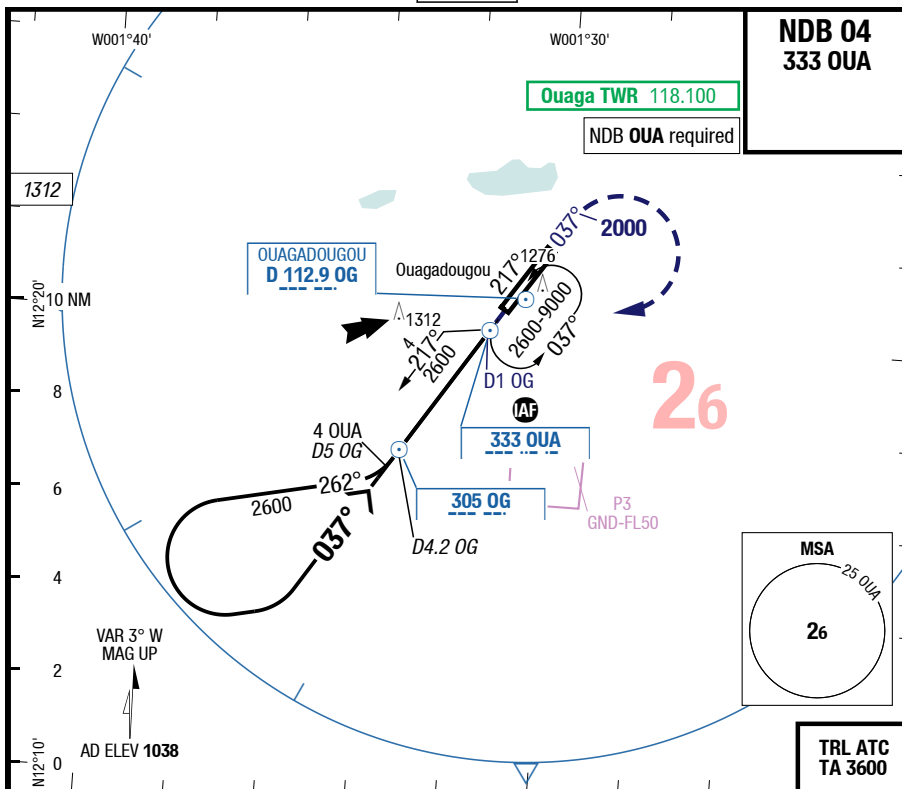 W001°40'
W001°30'
NDB 04
333 OUA
Ouaga TWR 118.100
NDB OUA required
1312
037°
2000
OUAGADOUGOU
D 112.9 OG
Ouagadougou
217°
1276
N12°20'
10 NM
1312
2600-9000
037°
4
217°
2600
D1 OG
26
8
IAF
333 OUA
4 OUA
D5 OG
6
262°
2600
305 OG
P3
GND-FL50
037°
D4.2 OG
MSA
25 OUA
26
4
VAR 3° W
MAG UP
2
AD ELEV 1038
N12°10'
0
TRL ATC
TA 3600